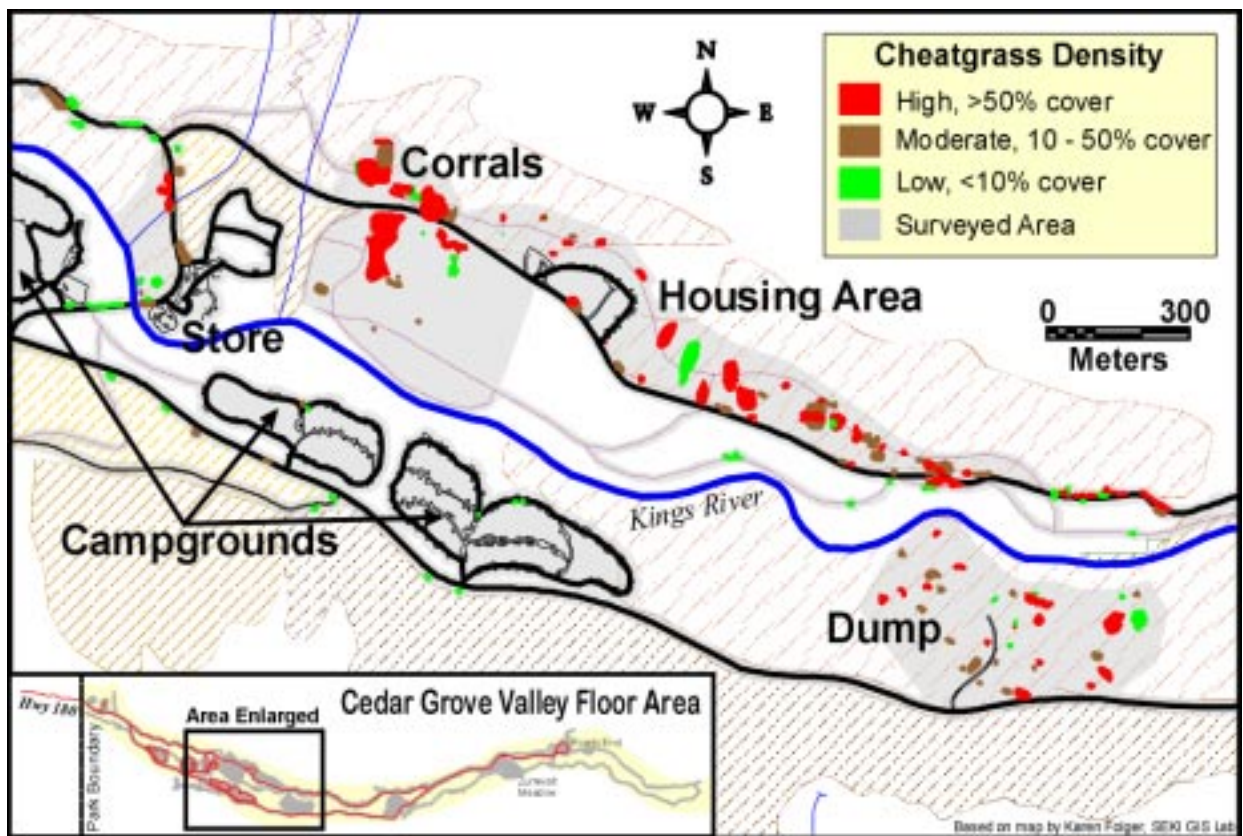 N
W E
S
Cheatgrass Density
High, >50% cover
Moderate, 10 - 50% cover
Low, <10% cover
Surveyed Area
Corrals
Housing Area
0 300
Meters
Store
Kings River
Campgrounds
Dump
Cedar Grove Valley Floor Area
Area Enlarged
Park Boundary
Meadow
Based on map by Karen Folger, SEKI GIS Lab